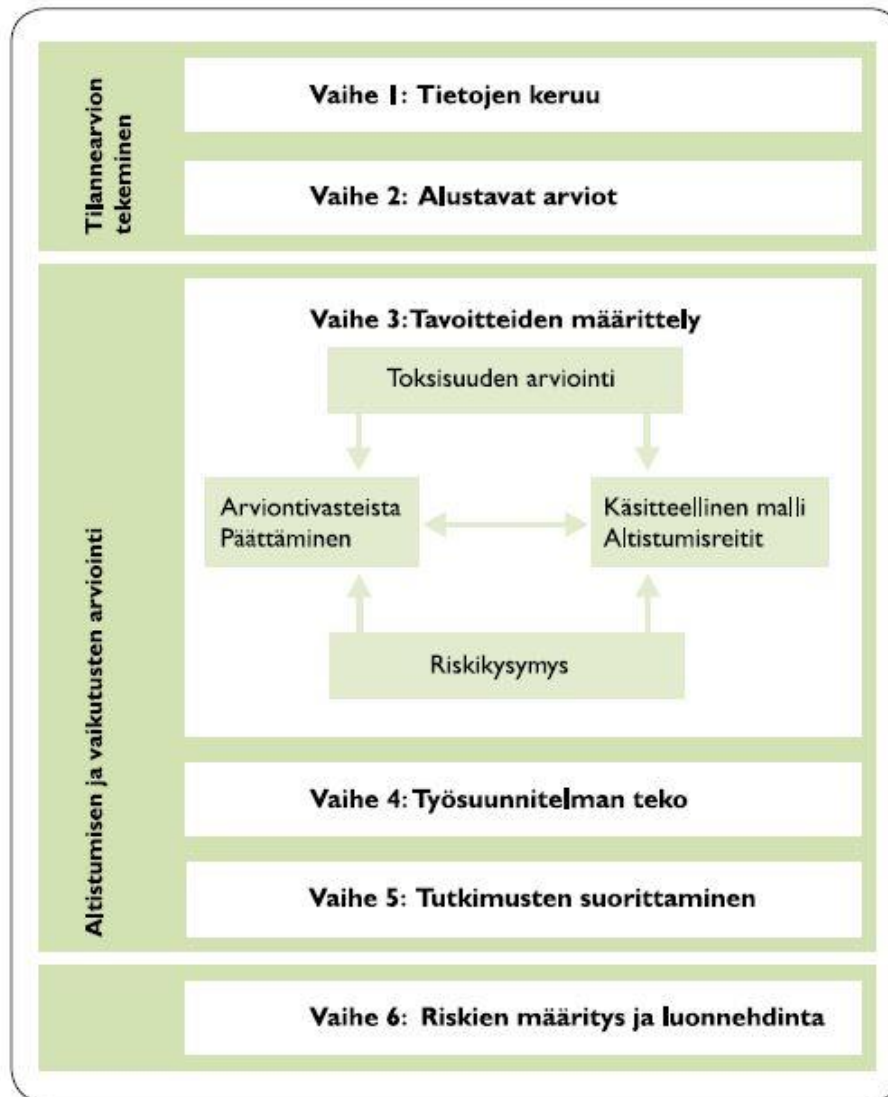 Tilannearvion
tekeminen
Vaihe 1: Tietojen keruu
Vaihe 2: Alustavat arviot
Altistumisen ja vaikutusten arviointi
Vaihe 3: Tavoitteiden määrittely
Toksisuuden arviointi
Arviontivasteista
Päättäminen
Käsitteellinen malli
Altistumisreitit
Riskikysymys
Vaihe 4: Työsuunnitelman teko
Vaihe 5: Tutkimusten suorittaminen
Vaihe 6: Riskien määritys ja luonnehdinta